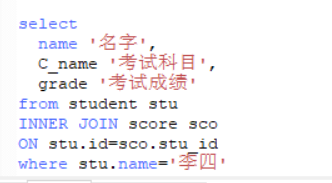 select
name '名字',
C_name '考试科目',
grade '考试成绩'
from student stu
INNER JOIN score sco
ON stu.id=sco.stu_id
where stu.name='李四'